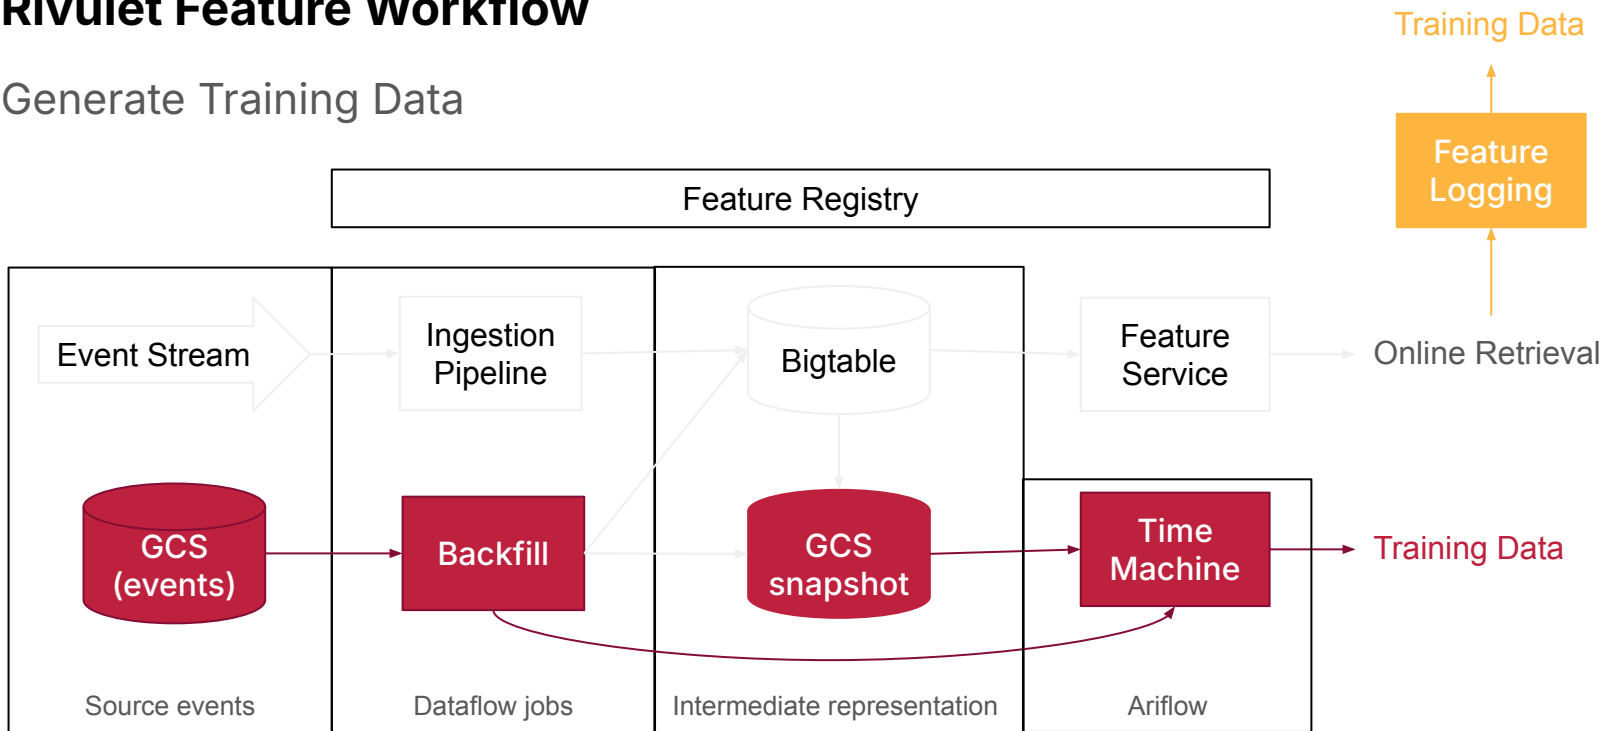 Rivulet Feature Workflow
Generate Training Data
Training Data
Feature
Logging
Feature Registry
Event Stream
Ingestion
Pipeline
Bigtable
Feature
Service
Online Retrieval
GCS
(events)
Backfill
GCS
snapshot
Time
Machine
Training Data
Source events
Dataflow jobs
Intermediate representation
Ariflow